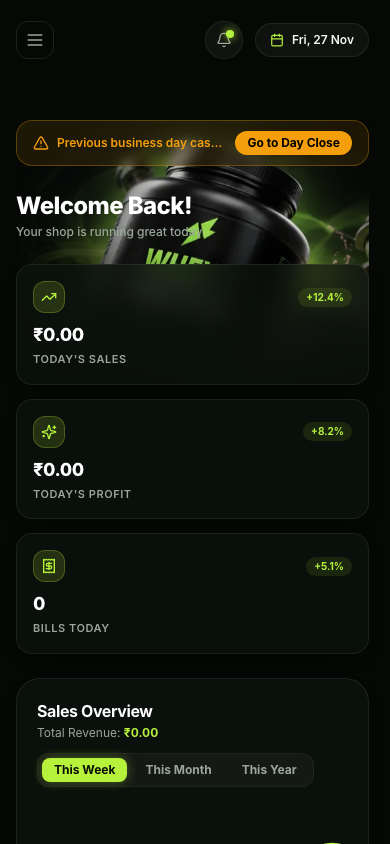 Fri, 27 Nov
Previous business day cas...
Go to Day Close
Welcome Back!
Your shop is running great today.
+12.4%
₹0.00
TODAY'S SALES
+8.2%
₹0.00
TODAY'S PROFIT
+5.1%
0
BILLS TODAY
Sales Overview
Total Revenue: ₹0.00
This Week
This Month
This Year